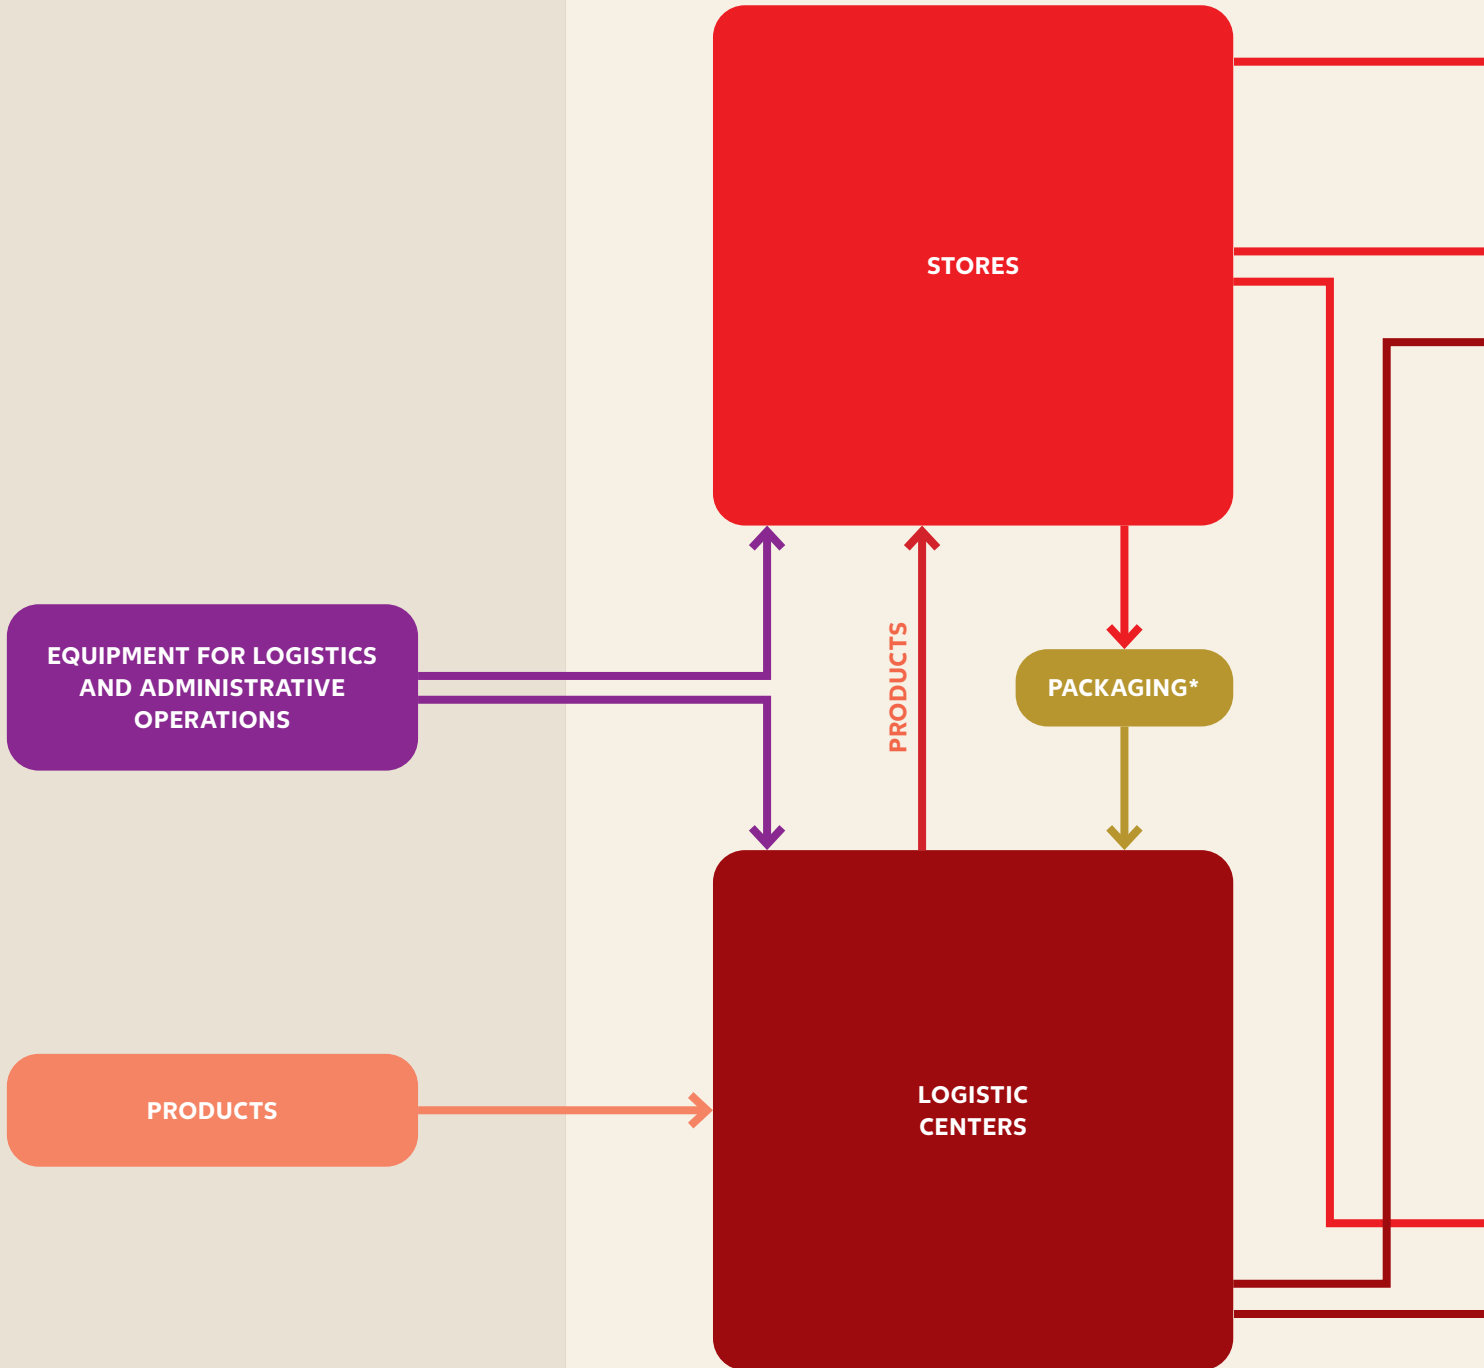 STORES
EQUIPMENT FOR LOGISTICS
AND ADMINISTRATIVE
OPERATIONS
PRODUCTS
PACKAGING*
PRODUCTS
LOGISTIC
CENTERS